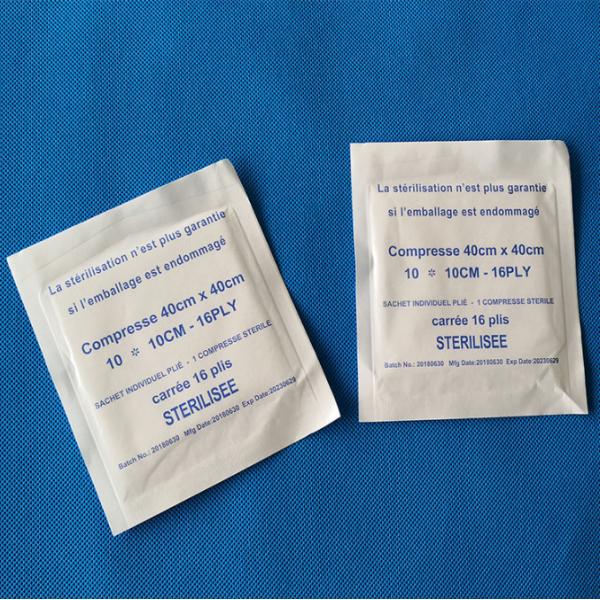 La stérilisation n'est plus garantie
si l'emballage est endommagé
Compresse 40cm x 40cm
10 * 10CM - 16PLY
SACHET INDIVIDUEL PLIÉ - 1 COMPRESSE STERILE
carrée 16 plis
STERILISEE
Batch No.: 20180630 Mfg Date:20180630 Exp Date:20230629
La stérilisation n'est plus garantie
si l'emballage est endommagé
Compresse 40cm x 40cm
10 * 10CM - 16PLY
SACHET INDIVIDUEL PLIÉ - 1 COMPRESSE STERILE
carrée 16 plis
STERILISEE
Batch No.: 20180630 Mfg Date:20180630 Exp Date:20230629